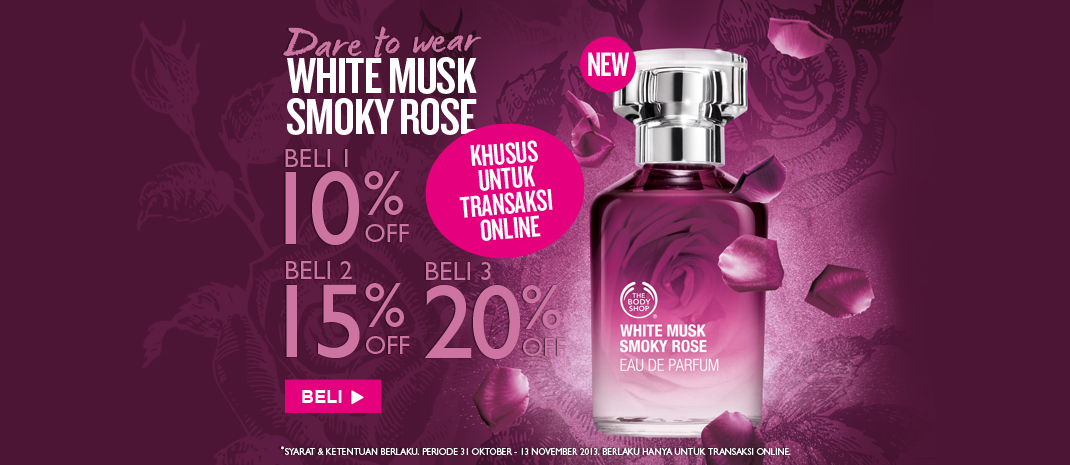 Dare to wear
WHITE MUSK
SMOKY ROSE
BELI 1
10%
OFF
KHUSUS
UNTUK
TRANSAKSI
ONLINE
BELI 2
15%
OFF
BELI 3
20%
OFF
BELI
NEW
THE
BODY
SHOP
®
WHITE MUSK
SMOKY ROSE
EAU DE PARFUM
*SYARAT & KETENTUAN BERLAKU. PERIODE 31 OKTOBER - 13 NOVEMBER 2013. BERLAKU HANYA UNTUK TRANSAKSI ONLINE.